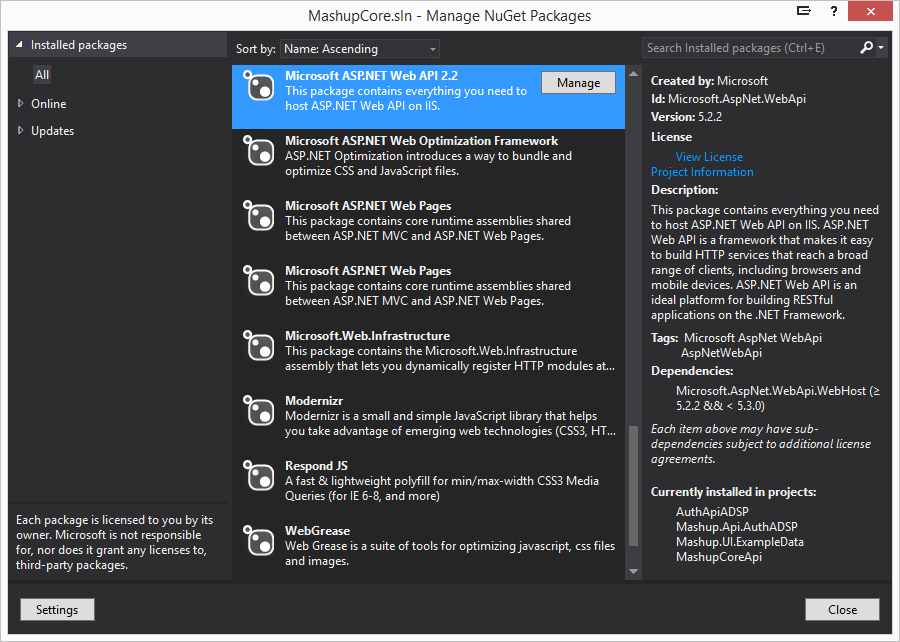 MashupCore.sln - Manage NuGet Packages
?
Installed packages
All
Online
Updates
Each package is licensed to you by its
owner. Microsoft is not responsible
for, nor does it grant any licenses to,
third-party packages.
Sort by: Name: Ascending
Microsoft ASP.NET Web API 2.2
This package contains everything you need to
host ASP.NET Web API on IIS.
Manage
Microsoft ASP.NET Web Optimization Framework
ASP.NET Optimization introduces a way to bundle and
optimize CSS and JavaScript files.
Microsoft ASP.NET Web Pages
This package contains core runtime assemblies shared
between ASP.NET MVC and ASP.NET Web Pages.
Microsoft ASP.NET Web Pages
This package contains core runtime assemblies shared
between ASP.NET MVC and ASP.NET Web Pages.
Microsoft.Web.Infrastructure
This package contains the Microsoft.Web.Infrastructure
assembly that lets you dynamically register HTTP modules at...
Modernizr
Modernizr is a small and simple JavaScript library that helps
you take advantage of emerging web technologies (CSS3, HT...
Respond JS
A fast & lightweight polyfill for min/max-width CSS3 Media
Queries (for IE 6-8, and more)
WebGrease
Web Grease is a suite of tools for optimizing javascript, css files
and images.
Search Installed packages (Ctrl+E)
Created by: Microsoft
Id: Microsoft.AspNet.WebApi
Version: 5.2.2
License
View License
Project Information
Description:
This package contains everything you need
to host ASP.NET Web API on IIS. ASP.NET
Web API is a framework that makes it easy
to build HTTP services that reach a broad
range of clients, including browsers and
mobile devices. ASP.NET Web API is an
ideal platform for building RESTful
applications on the .NET Framework.
Tags: Microsoft AspNet WebApi
AspNetWebApi
Dependencies:
Microsoft.AspNet.WebApi.WebHost (≥
5.2.2 && < 5.3.0)
Each item above may have sub-
dependencies subject to additional license
agreements.
Currently installed in projects:
AuthApiADSP
Mashup.Api.AuthADSP
Mashup.UI.ExampleData
MashupCoreApi
Settings
Close